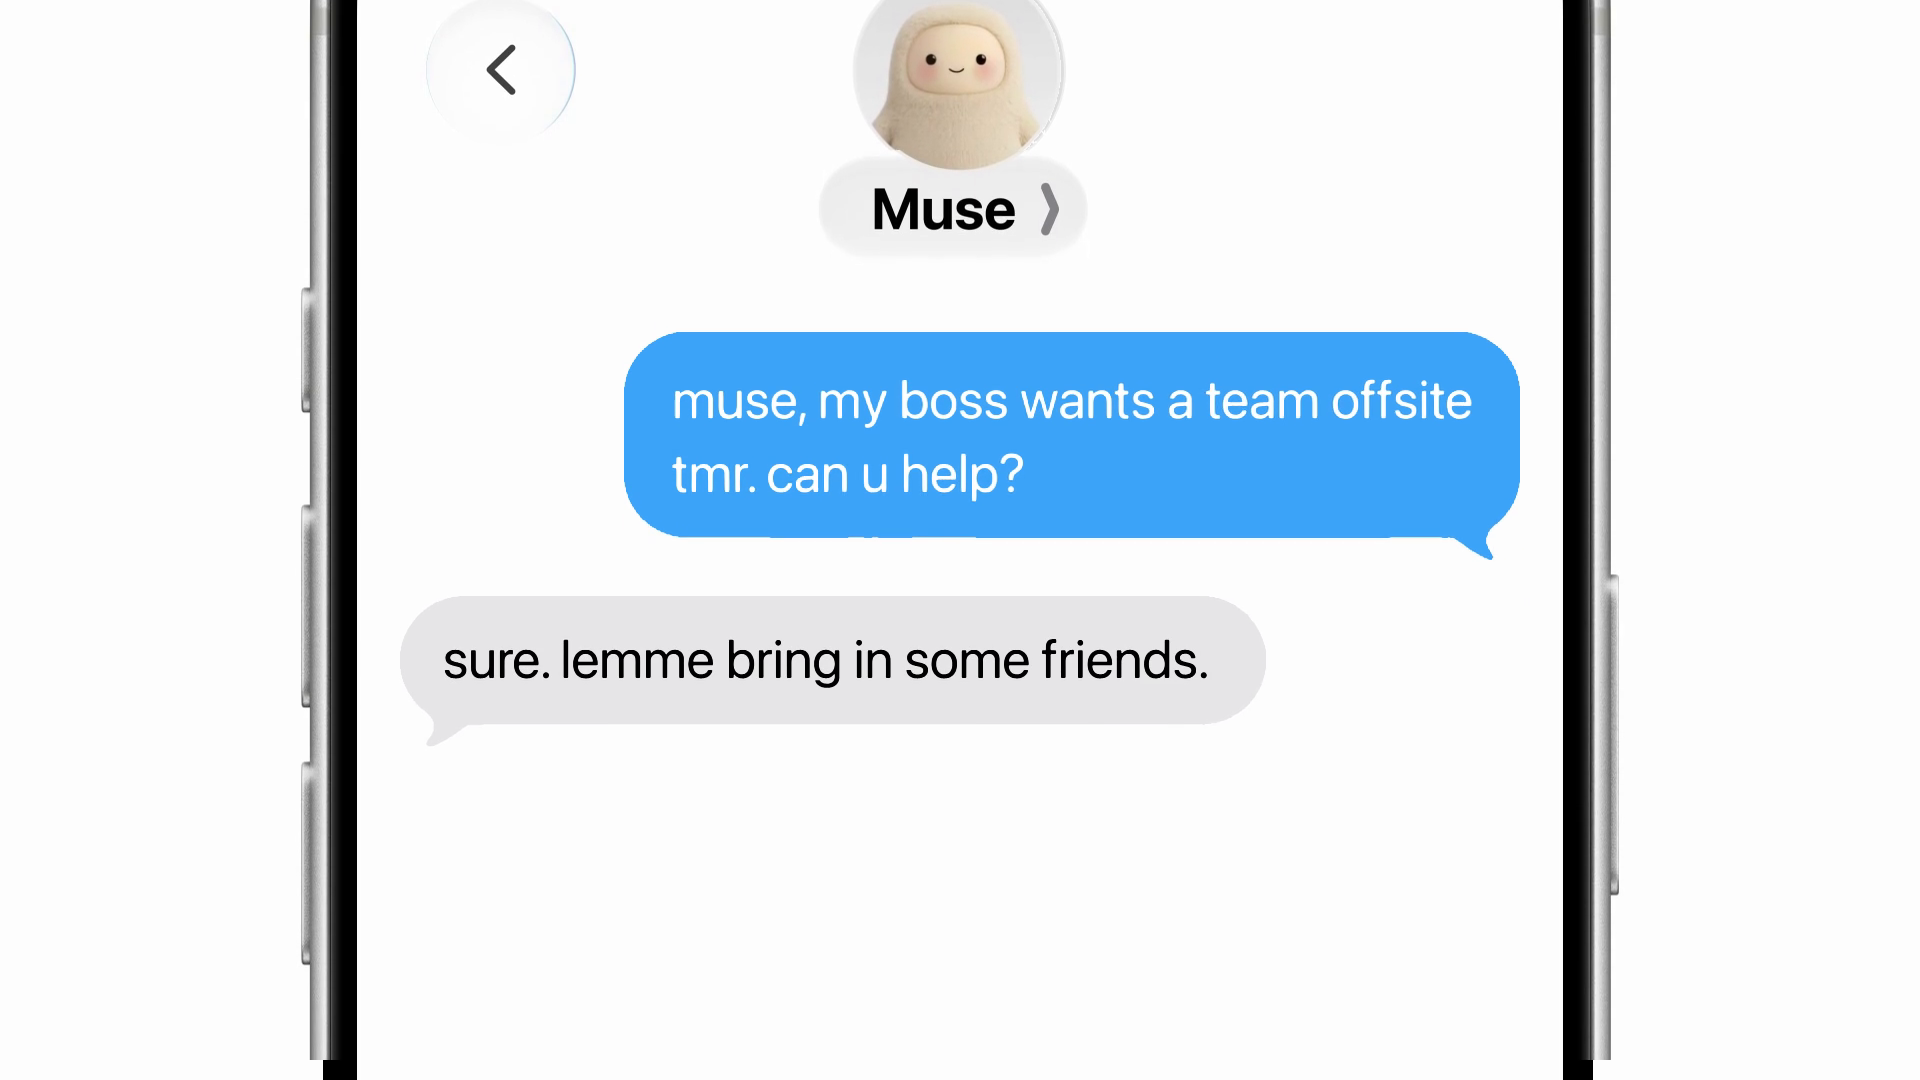 Muse
muse, my boss wants a team offsite
tmr. can u help?
sure. lemme bring in some friends.